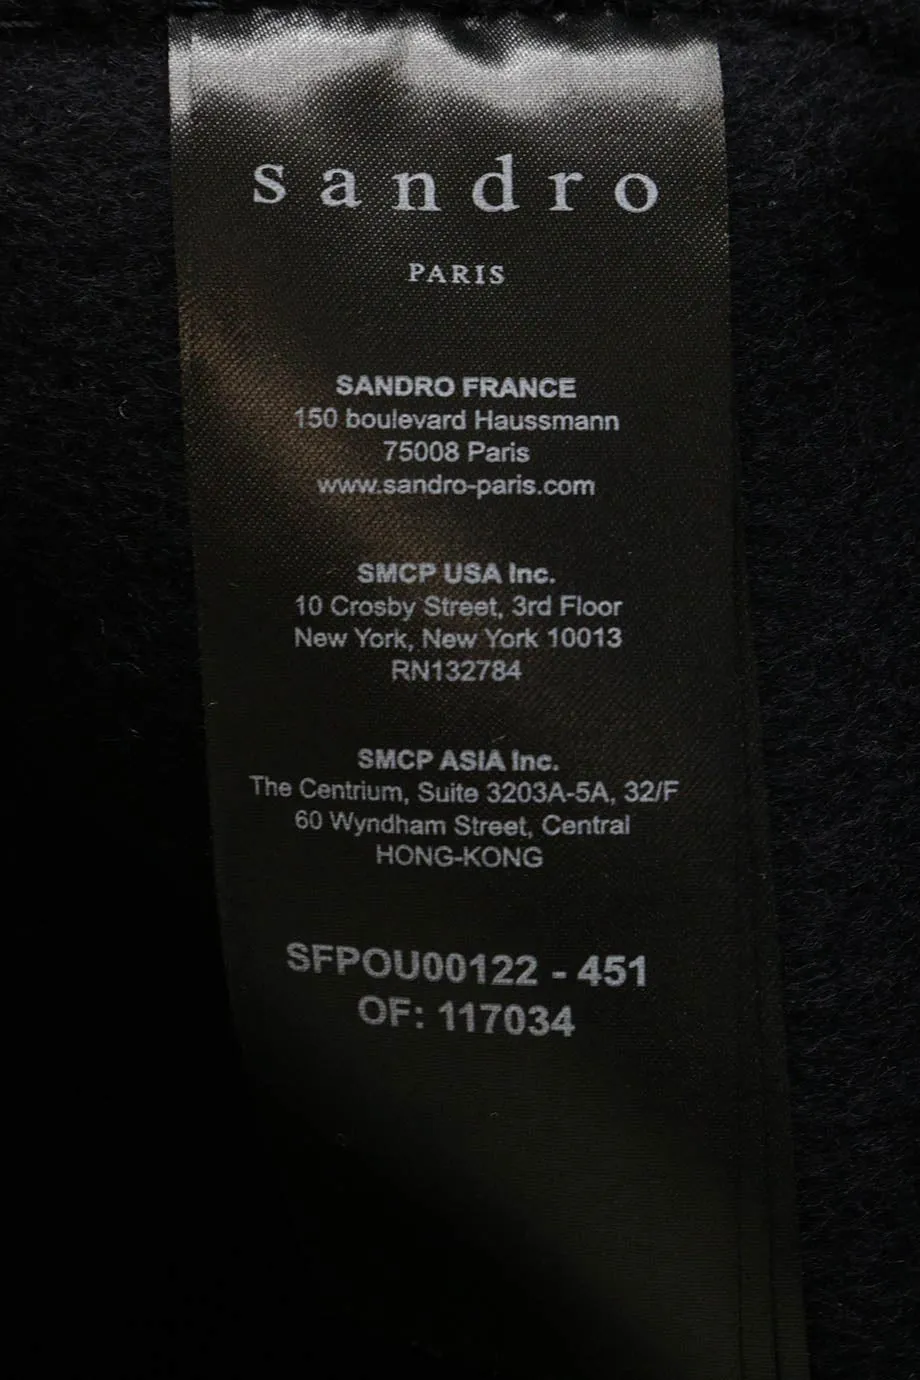 sandro
PARIS
SANDRO FRANCE
150 boulevard Haussmann
75008 Paris
www.sandro-paris.com
SMCP USA Inc.
10 Crosby Street, 3rd Floor
New York, New York 10013
RN132784
SMCP ASIA Inc.
The Centrium, Suite 3203A-5A, 32/F
60 Wyndham Street, Central
HONG-KONG
SFPOU00122 - 451
OF: 117034